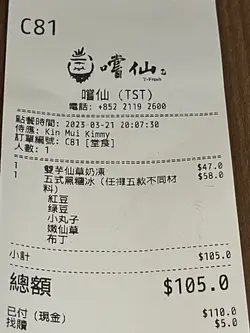 C81
嚐仙
T-Fresh
嚐仙 (TST)
電話: +852 2119 2600
點餐時間: 2023-03-21 20:07:30
侍應: Kin Mui Kimmy
訂單編號: C81 [堂食]
人數: 1
1 雙芋仙草奶凍 $47.0
1 五式黑糖冰 (任擇五款不同材料) $58.0
紅豆
綠豆
小丸子
嫩仙草
布丁
小計 $105.0
總額 $105.0
已付 (現金) $110.0
找贖 $5.0